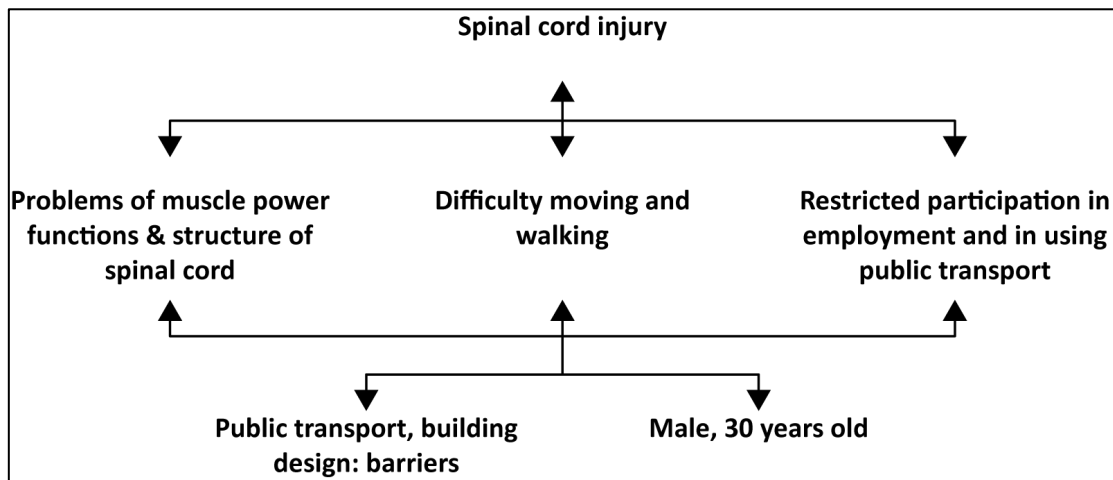 Spinal cord injury
Problems of muscle power
functions & structure of
spinal cord
Difficulty moving and
walking
Restricted participation in
employment and in using
public transport
Public transport, building
design: barriers
Male, 30 years old